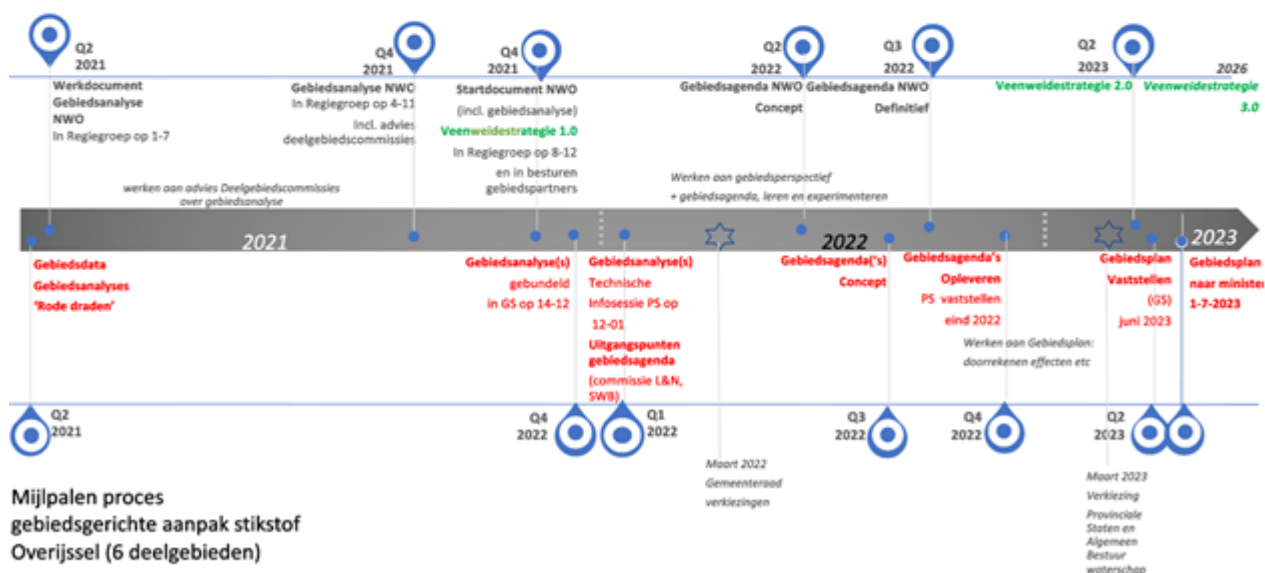 Q2
2021
Werkdocument
Gebiedsanalyse
NWO
In Regiegroep op 1-7
Q4
2021
Gebiedsanalyse NWO
In Regiegroep op 4-11
Incl. advies
deelgebiedscommissies
Q4
2021
Startdocument NWO
(incl. gebiedsanalyse)
Veenweidestrategie 1.0
In Regiegroep op 8-12
en in besturen
gebiedspartners
Q2
2022
Gebiedsagenda NWO
Concept
Q3
2022
Gebiedsagenda NWO
Definitief
Q2
2023
Veenweidestrategie 2.0
2026
Veenweidestrategie
3.0
werken aan advies Deelgebiedscommissies
over gebiedsanalyse
Werken aan gebiedsperspectief
+ gebiedsagenda, leren en experimenteren
2021
2022
2023
Gebiedsdata
Gebiedsanalyses
'Rode draden'
Gebiedsanalyse(s)
gebundeld
in GS op 14-12
Gebiedsanalyse(s)
Technische
Infosessie PS op
12-01
Uitgangspunten
gebiedsagenda
(commissie L&N,
SWB)
Gebiedsagenda('s)
Concept
Gebiedsagenda's
Opleveren
PS vaststellen
eind 2022
Werken aan Gebiedsplan:
doorrekenen effecten etc
Gebiedsplan
Vaststellen
(GS)
juni 2023
Gebiedsplan
naar ministe
1-7-2023
Q2
2021
Q4
2022
Q1
2022
Q3
2022
Q4
2022
Q2
2023
Maart 2022
Gemeenteraad
verkiezingen
Maart 2023
Verkiezing
Provinciale
Staten en
Algemeen
Bestuur
waterschap
Mijlpalen proces
gebiedsgerichte aanpak stikstof
Overijssel (6 deelgebieden)